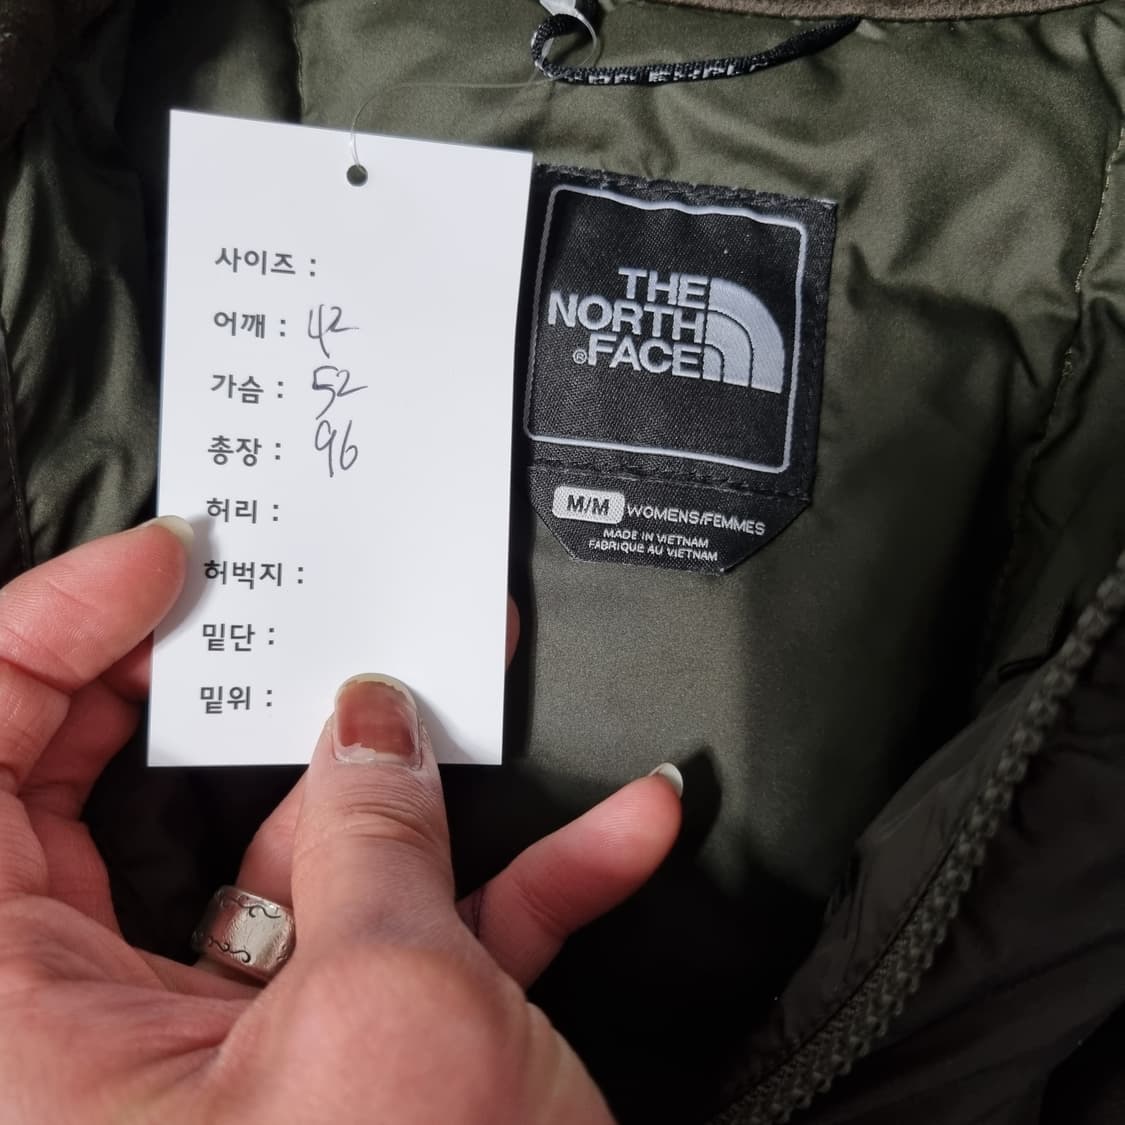 사이즈 :
어깨 : 42
가슴 : 52
총장 : 96
허리 :
허벅지 :
밑단 :
밑위 :
THE
NORTH
®FACE
M/M WOMENS/FEMMES
MADE IN VIETNAM
FABRIQUE AU VIETNAM